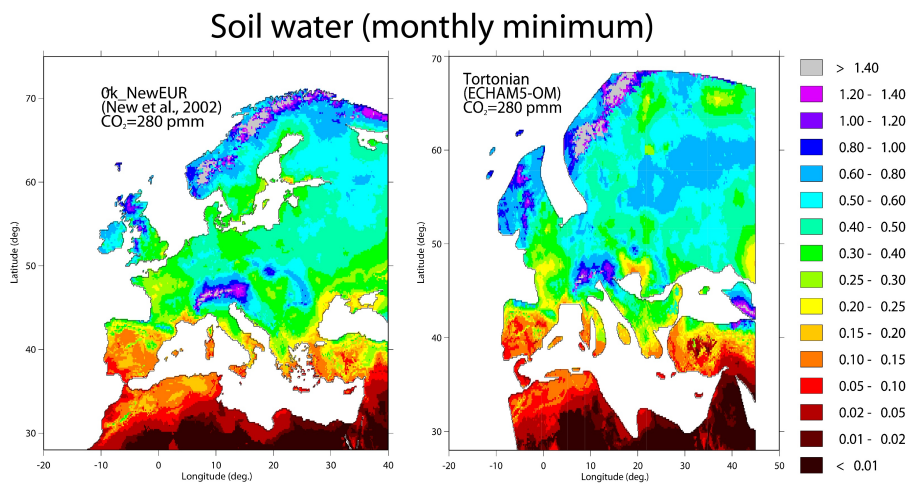 Soil water (monthly minimum)
0k_NewEUR
(New et al., 2002)
CO₂=280 pmm
Tortonian
(ECHAM5-OM)
CO₂=280 pmm
70
60
50
40
30
Latitude (deg.)
-20 -10 0 10 20 30 40
Longitude (deg.)
70
60
50
40
30
Latitude (deg.)
-20 -10 0 10 20 30 40 50
Longitude (deg.)
> 1.40
1.20 - 1.40
1.00 - 1.20
0.80 - 1.00
0.60 - 0.80
0.50 - 0.60
0.40 - 0.50
0.30 - 0.40
0.25 - 0.30
0.20 - 0.25
0.15 - 0.20
0.10 - 0.15
0.05 - 0.10
0.02 - 0.05
0.01 - 0.02
< 0.01